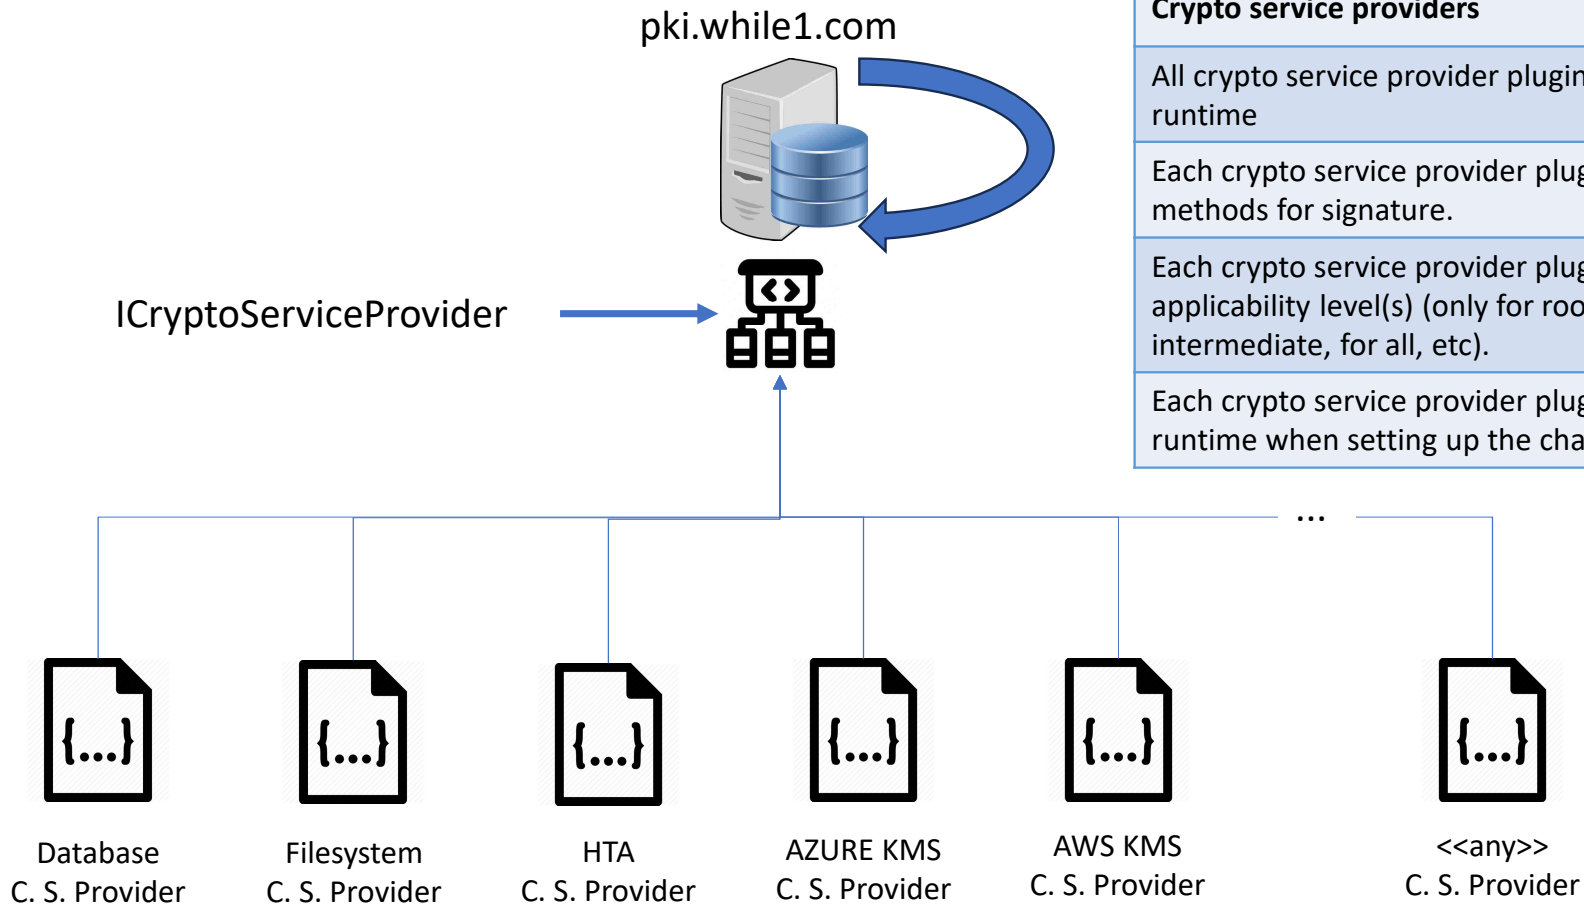 pki.while1.com
Crypto service providers
All crypto service provider plugin
runtime
Each crypto service provider plug
methods for signature.
Each crypto service provider plug
applicability level(s) (only for roo
intermediate, for all, etc).
Each crypto service provider plug
runtime when setting up the cha
ICryptoServiceProvider
...
{...}
{...}
{...}
{...}
{...}
{...}
Database
C. S. Provider
Filesystem
C. S. Provider
HTA
C. S. Provider
AZURE KMS
C. S. Provider
AWS KMS
C. S. Provider
<<any>>
C. S. Provider